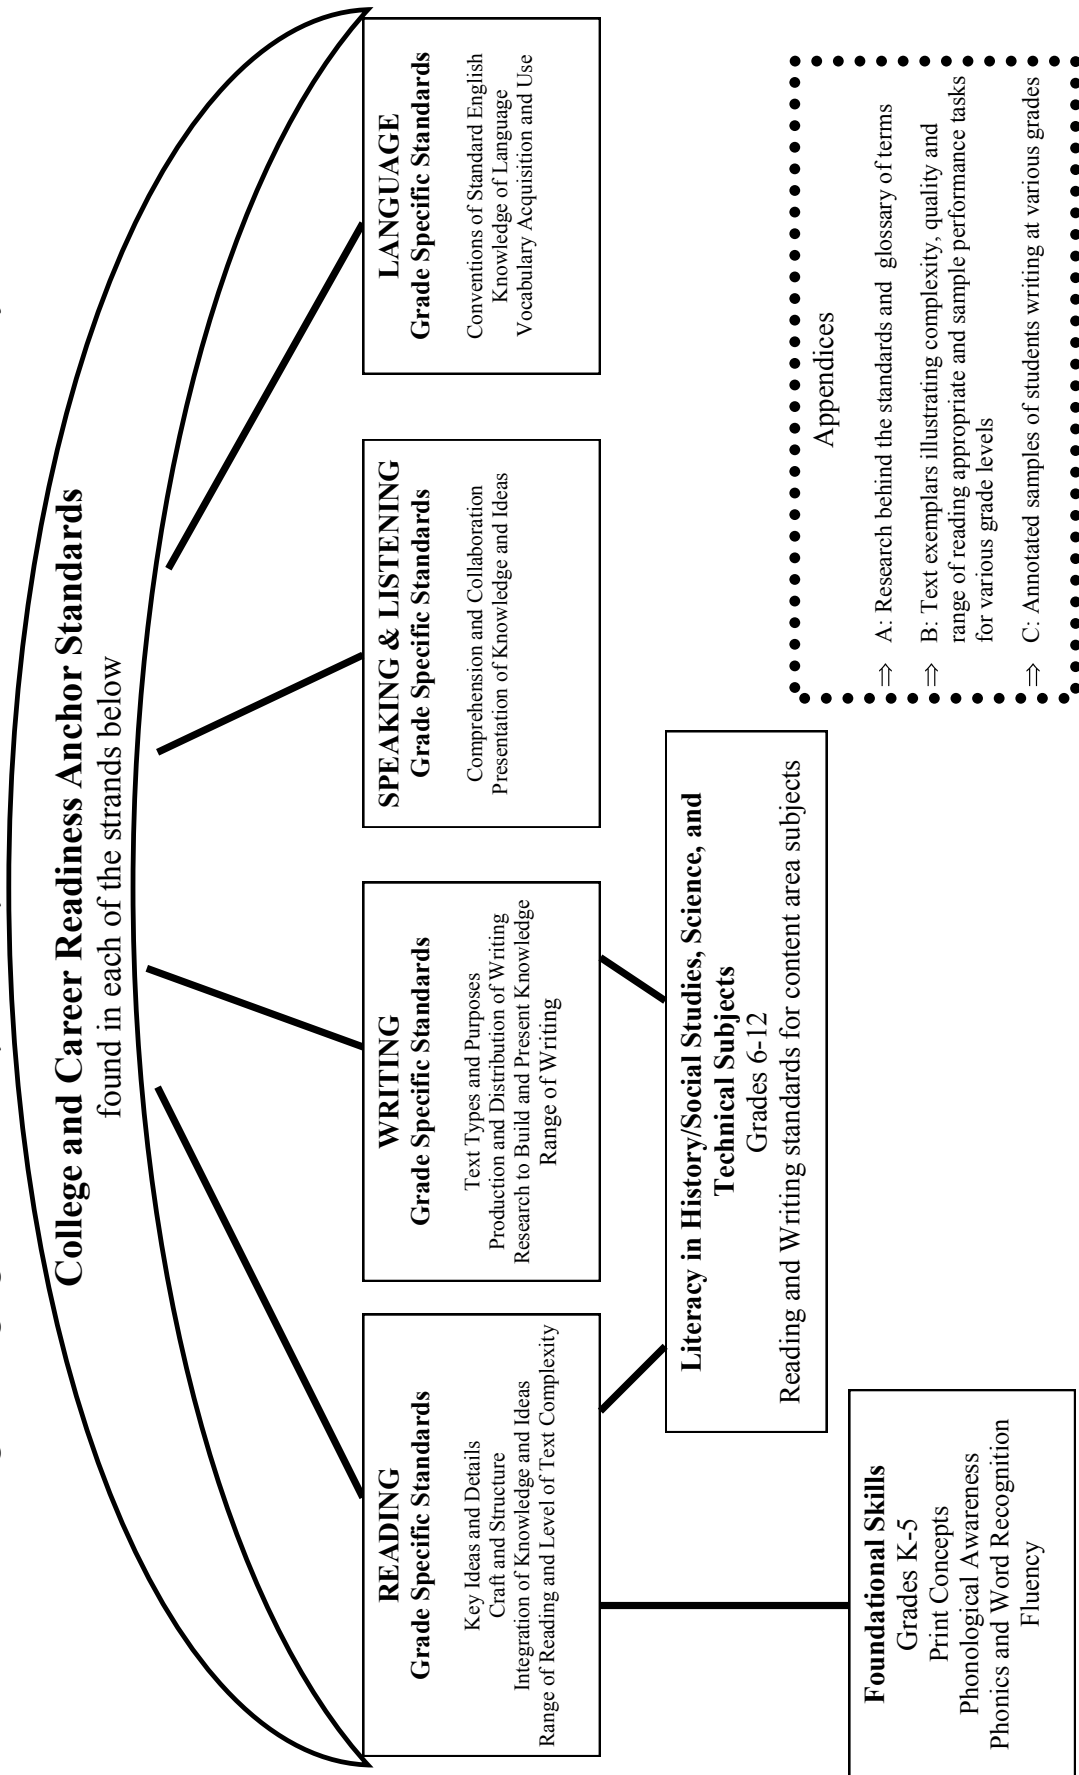 College and Career Readiness Anchor Standards
found in each of the strands below
READING
Grade Specific Standards
Key Ideas and Details
Craft and Structure
Integration of Knowledge and Ideas
Range of Reading and Level of Text Complexity
WRITING
Grade Specific Standards
Text Types and Purposes
Production and Distribution of Writing
Research to Build and Present Knowledge
Range of Writing
SPEAKING & LISTENING
Grade Specific Standards
Comprehension and Collaboration
Presentation of Knowledge and Ideas
LANGUAGE
Grade Specific Standards
Conventions of Standard English
Knowledge of Language
Vocabulary Acquisition and Use
Literacy in History/Social Studies, Science, and
Technical Subjects
Grades 6-12
Reading and Writing standards for content area subjects
Foundational Skills
Grades K-5
Print Concepts
Phonological Awareness
Phonics and Word Recognition
Fluency
Appendices
⇒ A: Research behind the standards and glossary of terms
⇒ B: Text exemplars illustrating complexity, quality and
range of reading appropriate and sample performance tasks
for various grade levels
⇒ C: Annotated samples of students writing at various grades